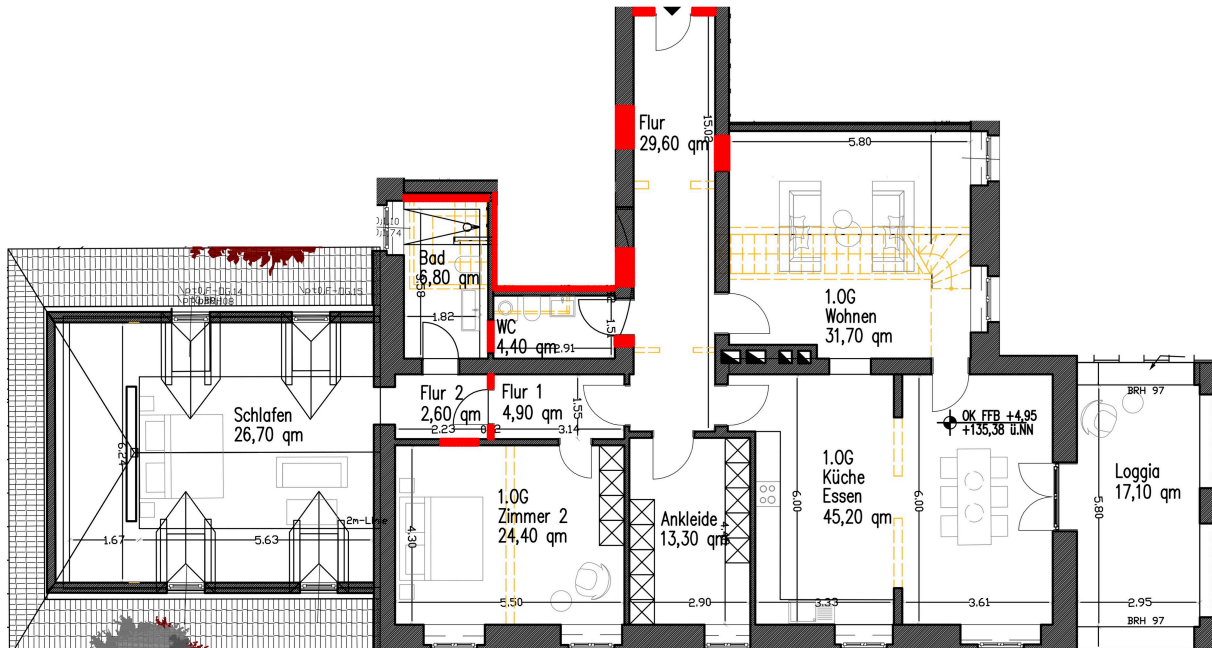 Flur
29,60 qm
15.02
5.80
Bad
6,80 qm
3.58
1.82
WC
4,40 qm
2.91
1.51
1.OG
Wohnen
31,70 qm
Flur 2
2,60 qm
2.23
Flur 1
4,90 qm
3.14
1.55
Schlafen
26,70 qm
6.24
1.67
5.63
2m-Linie
1.OG
Zimmer 2
24,40 qm
4.30
5.50
Ankleide
13,30 qm
2.90
1.OG
Küche
Essen
45,20 qm
6.00
6.00
3.33
3.61
OK FFB +4,95
+135,38 ü.NN
BRH 97
Loggia
17,10 qm
5.80
2.95
BRH 97